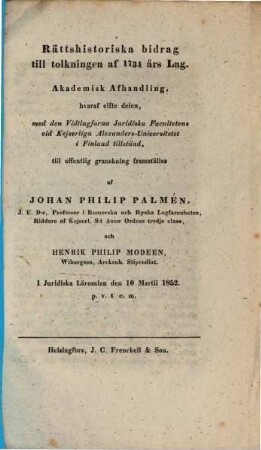 Rättshistoriska bidrag
till tolkningen af 1734 års Lag.
Akademisk Afhandling,
hvaraf elfte delen,
med den Vidtlagfarna Juridiska Facultetens
vid Kejserliga Alexanders-Universitetet
i Finland tillstånd,
till offentlig granskning framställes
af
JOHAN PHILIP PALMÉN.
J. U. D:r, Professor i Romerska och Ryska Lagfarenheten,
Riddare af Kejserl. S:t Annæ Ordens tredje class,
och
HENRIK PHILIP MODEEN,
Wiburgens, Arckenh. Stipendiat.
i Juridiska Lärosalen den 10 Martii 1852.
p. v. t. e. m.
Helsingfors, J. C. Frenckell & Son.